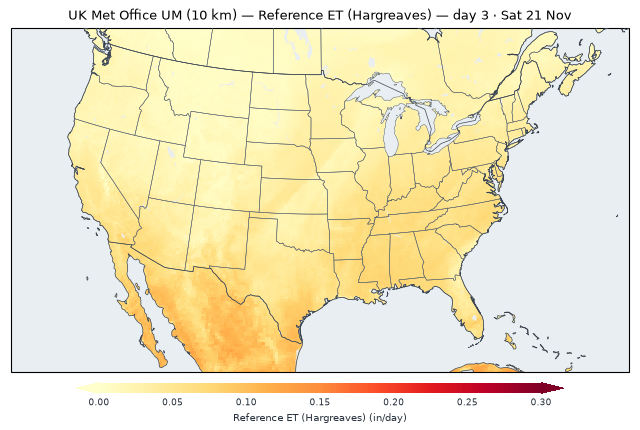 UK Met Office UM (10 km) — Reference ET (Hargreaves) — day 3 · Sat 21 Nov
0.00 0.05 0.10 0.15 0.20 0.25 0.30
Reference ET (Hargreaves) (in/day)